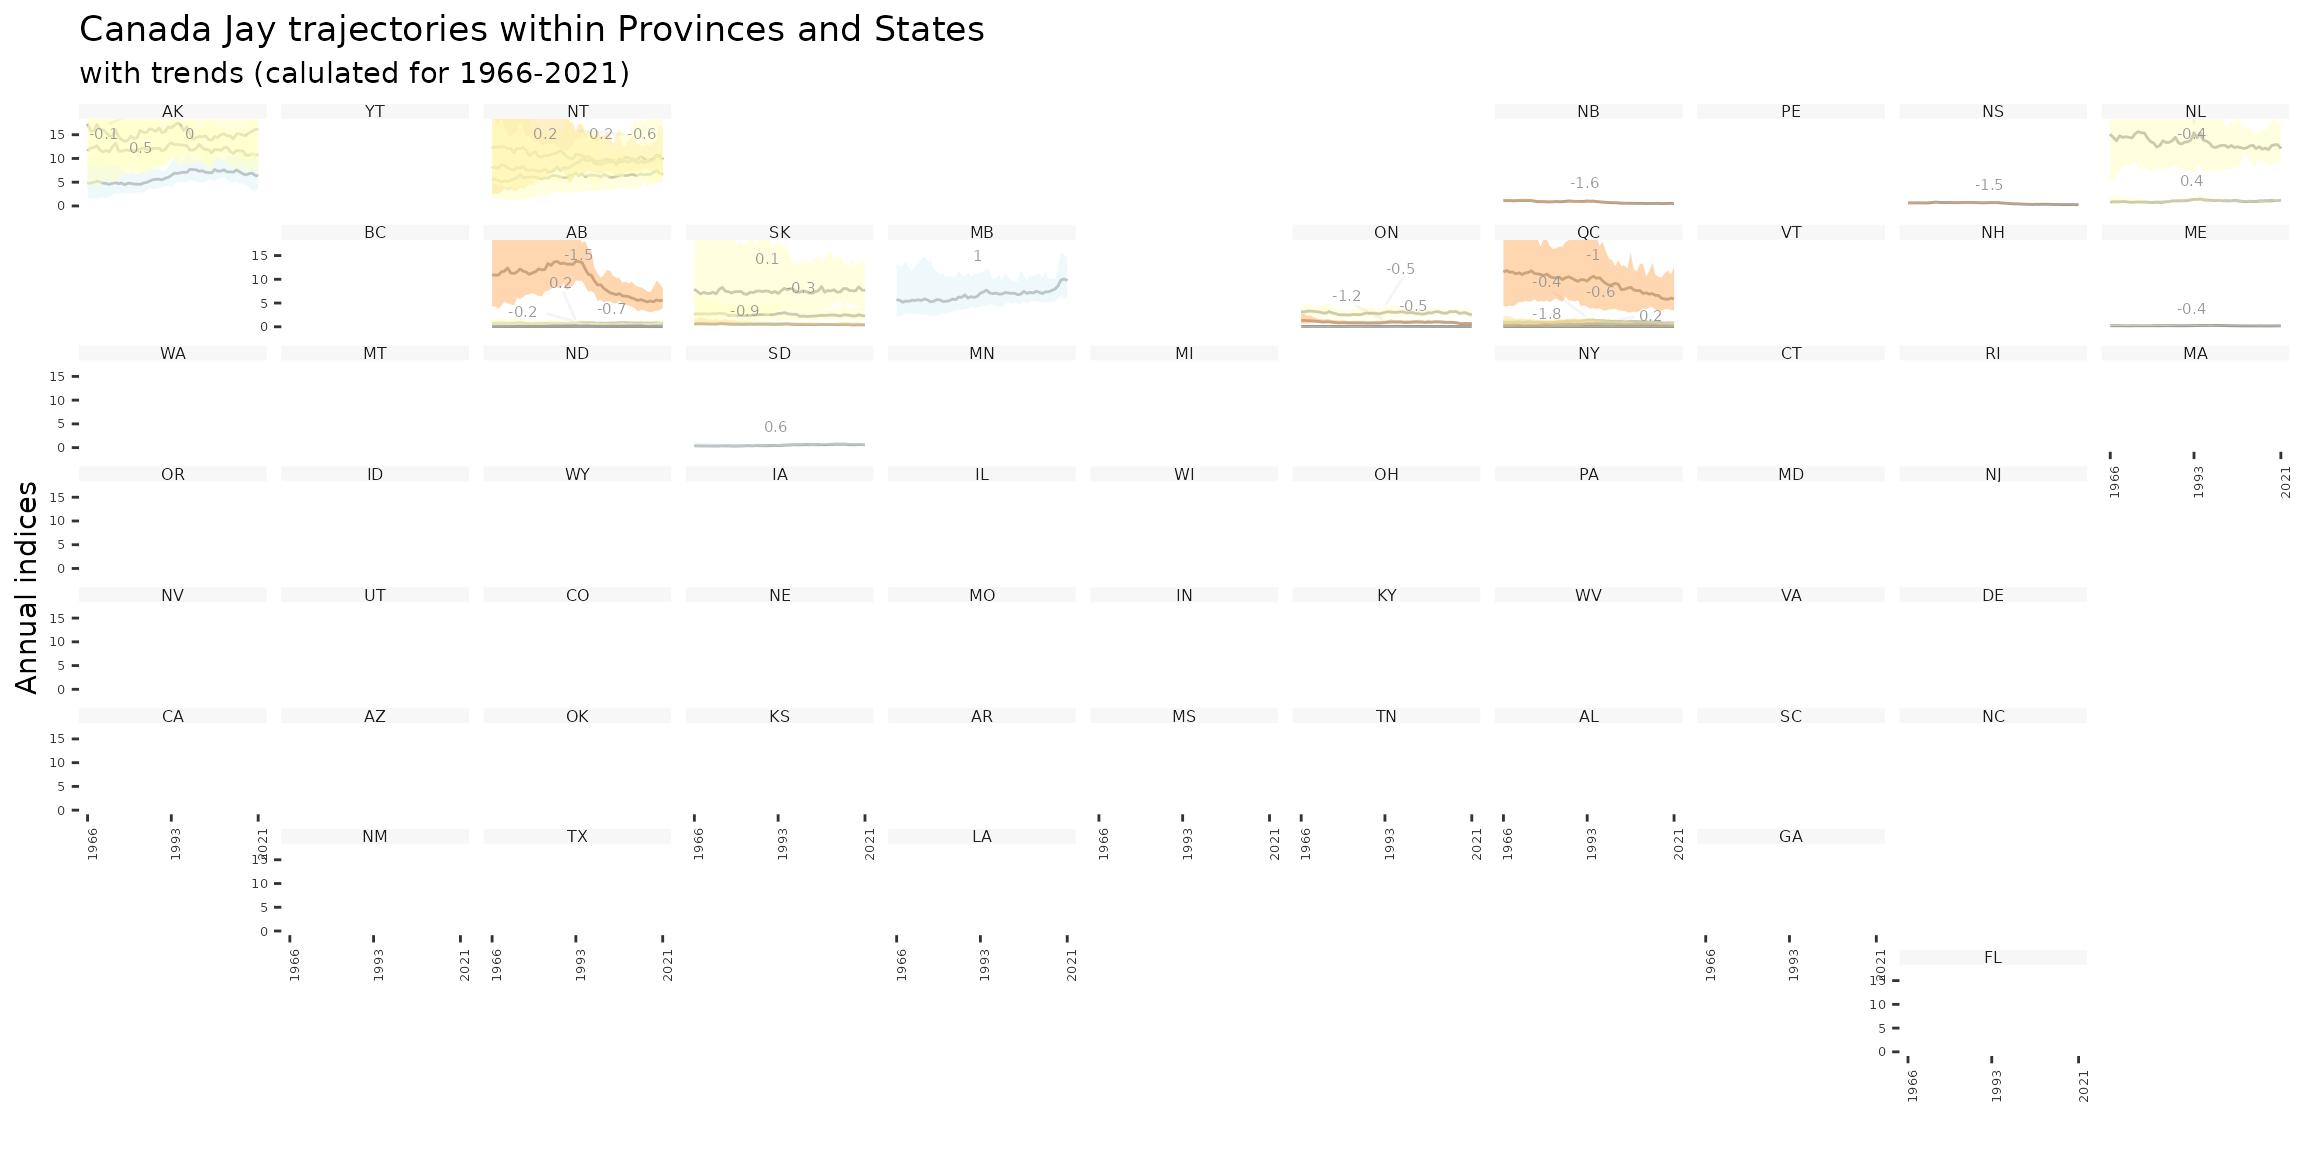 Canada Jay trajectories within Provinces and States
with trends (calulated for 1966-2021)
AK YT NT NB PE NS NL
15 -0.1 0 0.2 0.2 -0.6 -0.4
0.5
10
5 -1.6 -1.5 0.4
0
BC AB SK MB ON QC VT NH ME
15 -1.5 0.1 1 -1
-0.5
10 0.2 -0.3 -0.4
-1.2 -0.6
5 -0.2 -0.7 -0.9 -0.5 -1.8 0.2 -0.4
0
WA MT ND SD MN MI NY CT RI MA
15
10
5 0.6
0
OR ID WY IA IL WI OH PA MD NJ
1966 1993 2021
15
10
5
0
Annual indices
NV UT CO NE MO IN KY WV VA DE
15
10
5
0
CA AZ OK KS AR MS TN AL SC NC
15
10
5
0
1966 1993 2021 1966 1993 2021 1966 1993 2021 1966 1993 2021 1966 1993 2021
NM TX LA GA
15
10
5
0
1966 1993 2021 1966 1993 2021 1966 1993 2021 1966 1993 2021
FL
15
10
5
0
1966 1993 2021